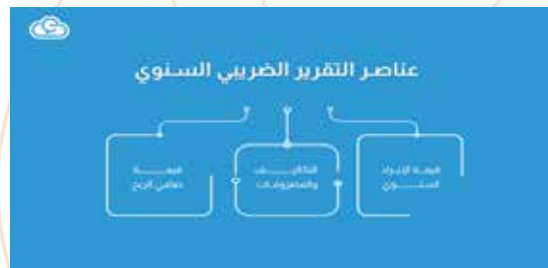 عناصر التقرير الضريبي السنوي
قيمة الإيراد
السنوي
التكاليف
والمصروفات
قيمة
صافي الربح